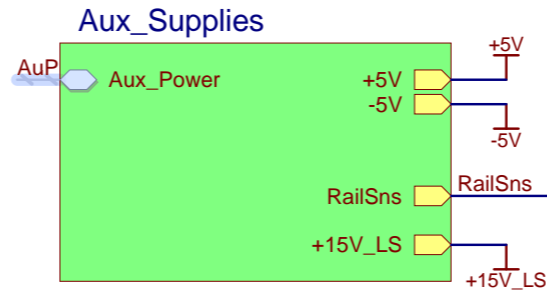 Aux_Supplies
+5V
AuP
Aux_Power
+5V
-5V
-5V
RailSns
RailSns
+15V_LS
+15V_LS